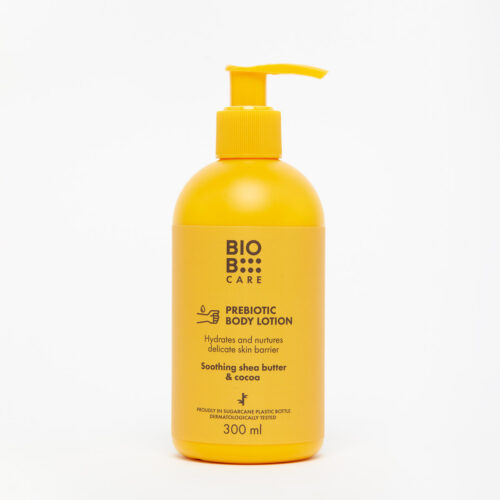 BIO
B
CARE
PREBIOTIC
BODY LOTION
Hydrates and nurtures
delicate skin barrier
Soothing shea butter
& cocoa
PROUDLY IN SUGARCANE PLASTIC BOTTLE
DERMATOLOGICALLY TESTED
300 ml